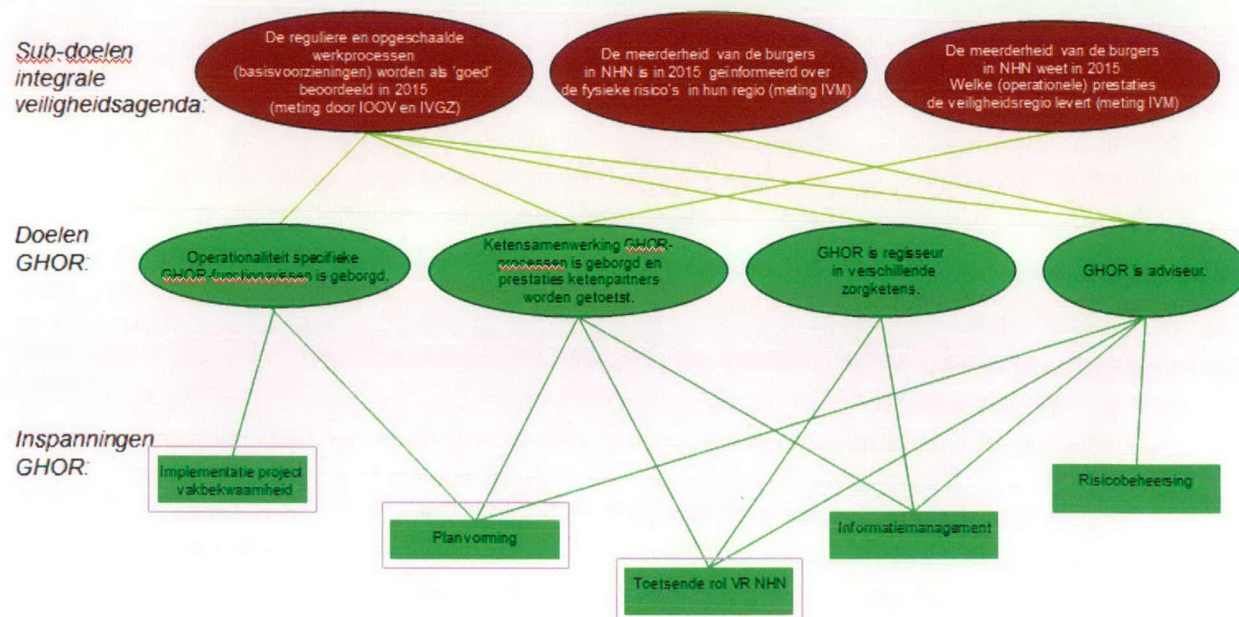 Sub-doelen
integrale
veiligheidsagenda:
De reguliere en opgeschaalde
werkprocessen
(basisvoorzieningen) worden als 'goed'
beoordeeld in 2015
(meting door IOOV en IVGZ)
De meerderheid van de burgers
in NHN is in 2015 geïnformeerd over
de fysieke risico's in hun regio (meting IVM)
De meerderheid van de burgers
in NHN weet in 2015
Welke (operationele) prestaties
de veiligheidsregio levert (meting IVM)
Doelen
GHOR:
Operationaliteit specifieke
GHOR-functionarissen is geborgd.
Ketensamenwerking GHOR-
processen is geborgd en
prestaties ketenpartners
worden getoetst.
GHOR is regisseur
in verschillende
zorgketens.
GHOR is adviseur.
Inspanningen
GHOR:
Implementatie project
vakbekwaamheid
Planvorming
Toetsende rol VR NHN
Informatiemanagement
Risicobeheersing